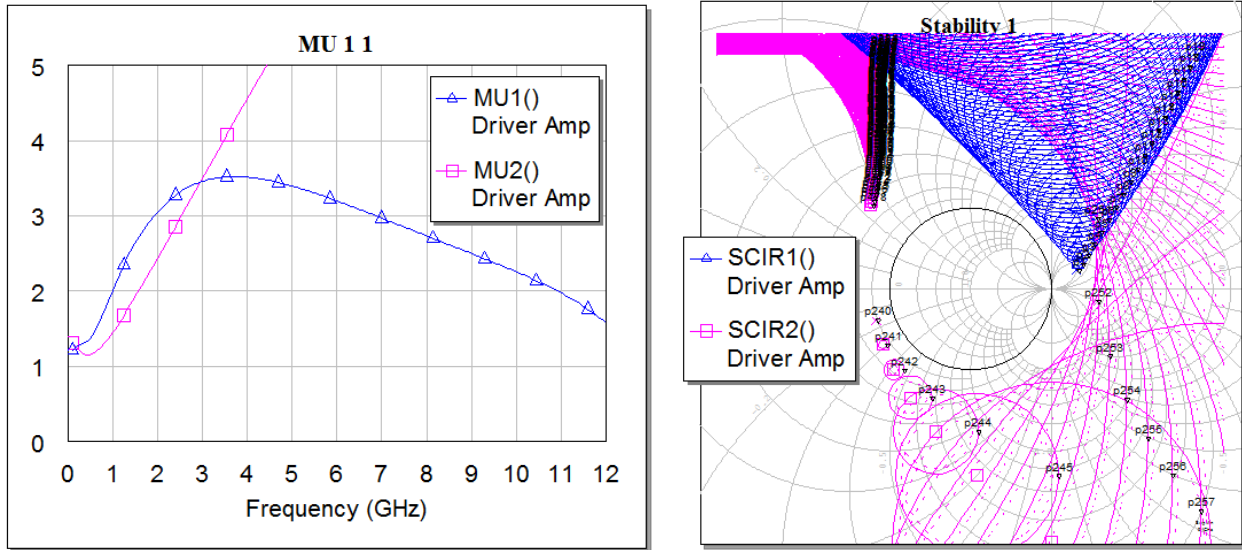 MU 1 1
5
4
3
2
1
0
0 1 2 3 4 5 6 7 8 9 10 11 12
Frequency (GHz)
MU1()
Driver Amp
MU2()
Driver Amp
Stability 1
SCIR1()
Driver Amp
SCIR2()
Driver Amp
p252
p240
p241
p253
p242
p243
p254
p244
p245
p256
p257